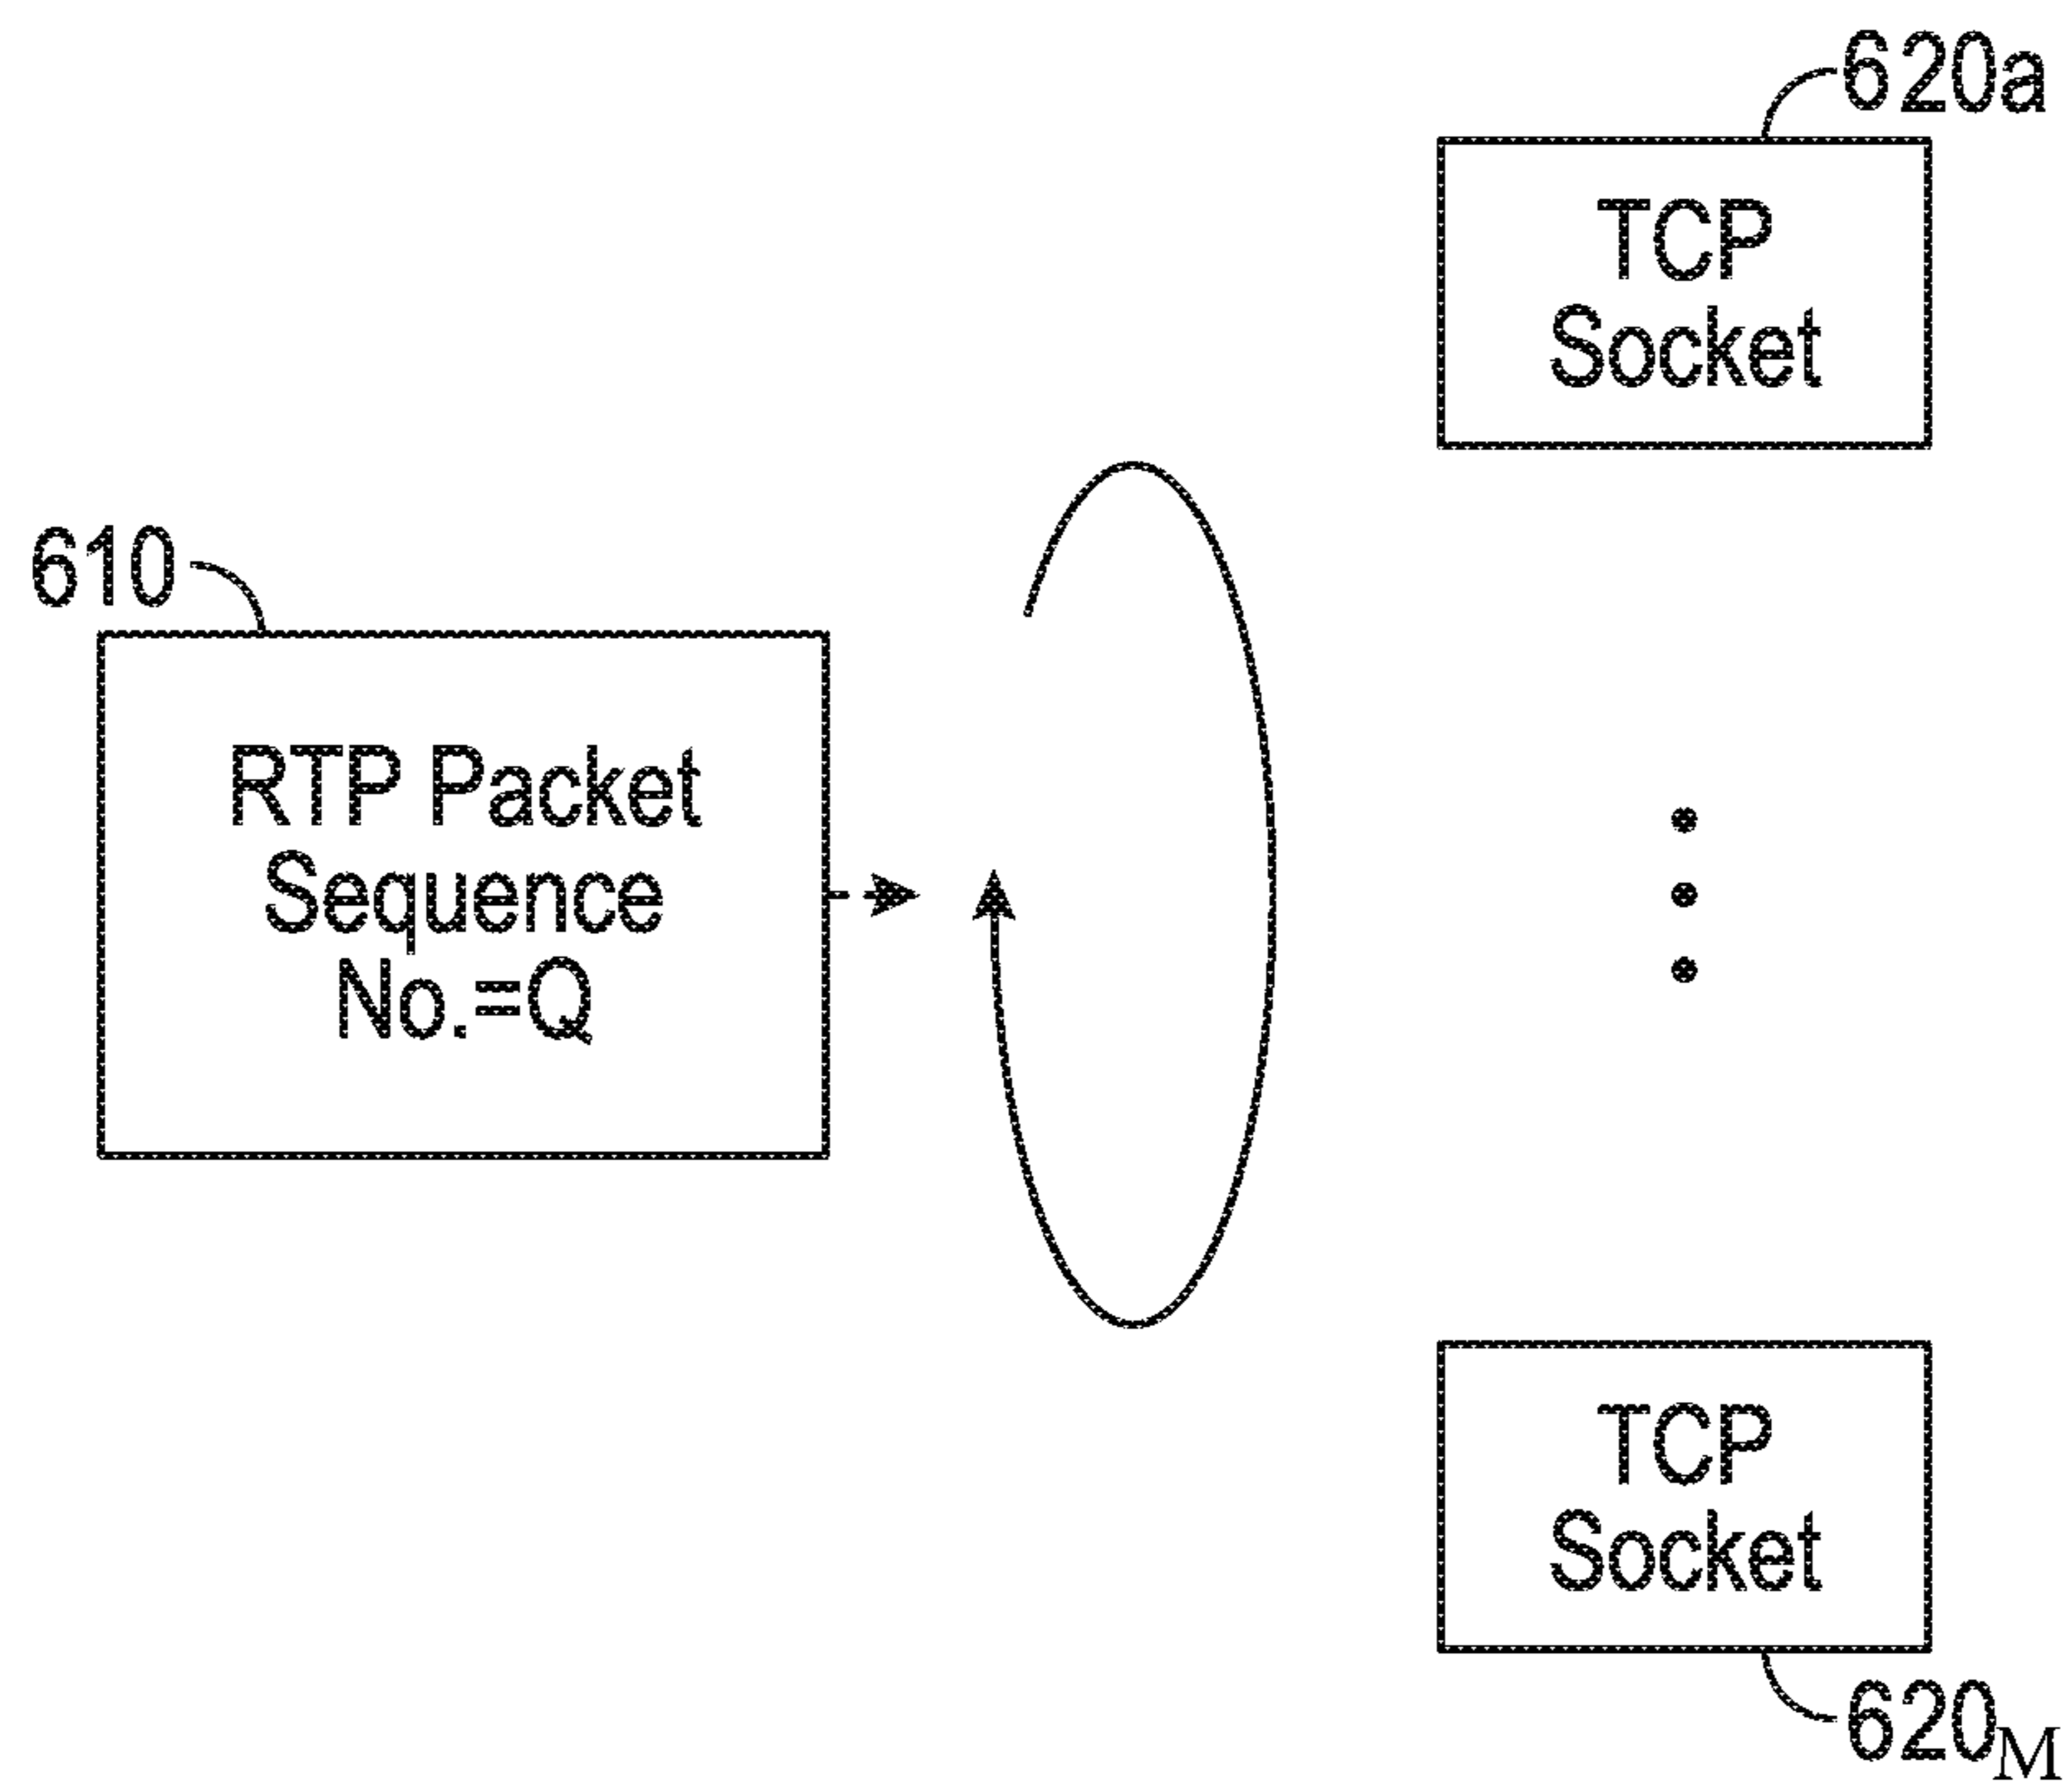 620a
TCP
Socket
610
RTP Packet
Sequence
No.=Q
TCP
Socket
620M